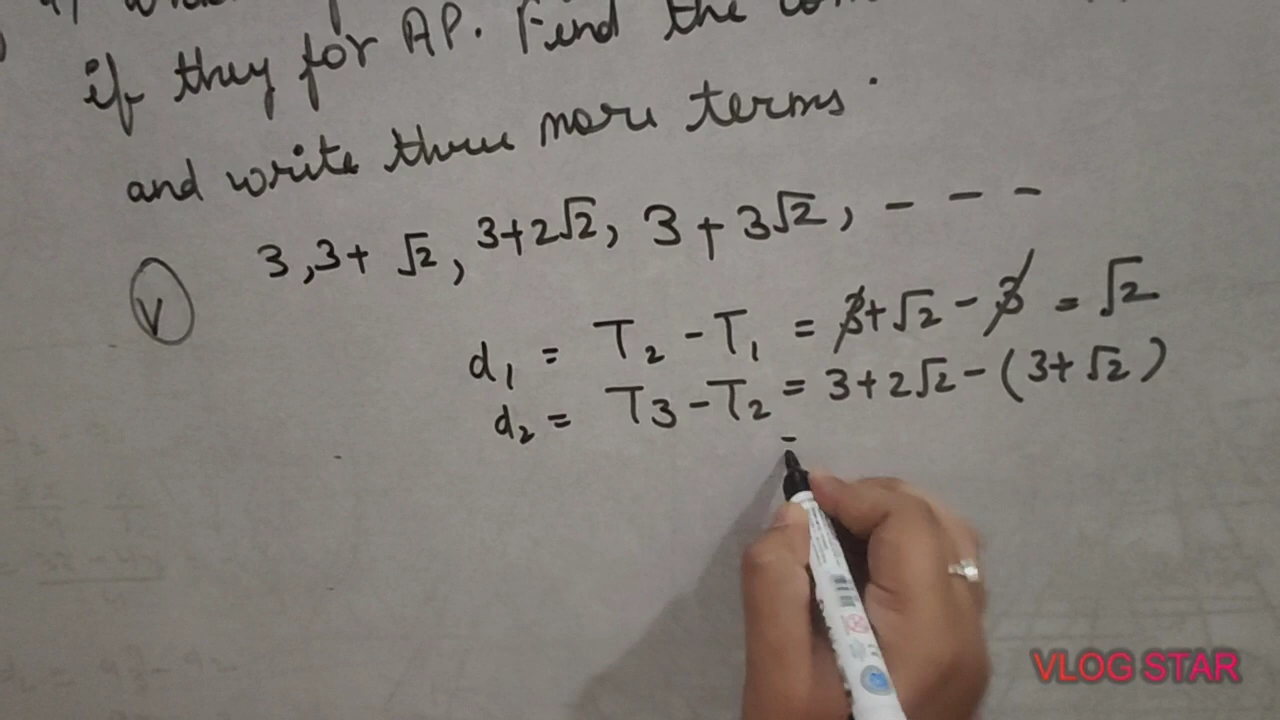 if they for AP. Find the
and write three more terms.
V 3, 3+ √2, 3+2√2, 3+3√2, - - -
d₁ = T₂ - T₁ = 3+√2 - 3 = √2
d₂ = T3 - T₂ = 3+2√2 - (3+√2)
=
VLOG STAR